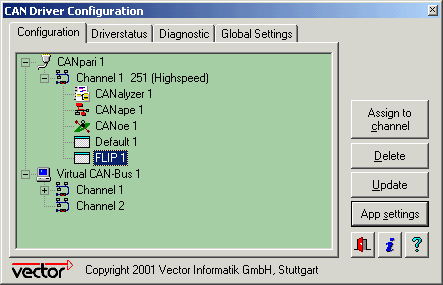 CAN Driver Configuration
Configuration
Driverstatus
Diagnostic
Global Settings
CANpari 1
Channel 1 251 (Highspeed)
CANalyzer 1
CANape 1
CANoe 1
Default 1
FLIP 1
Virtual CAN-Bus 1
Channel 1
Channel 2
Assign to
channel
Delete
Update
App settings
vector
Copyright 2001 Vector Informatik GmbH, Stuttgart